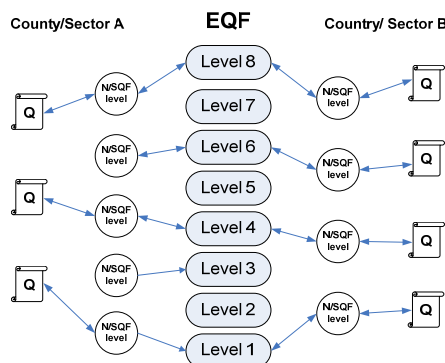 County/Sector A
EQF
Country/ Sector B
Level 8
N/SQF
level
Q
N/SQF
level
Q
Level 7
N/SQF
level
Level 6
N/SQF
level
Q
Level 5
Q
N/SQF
level
Level 4
N/SQF
level
Q
N/SQF
level
Level 3
Q
Level 2
N/SQF
level
Q
N/SQF
level
Level 1